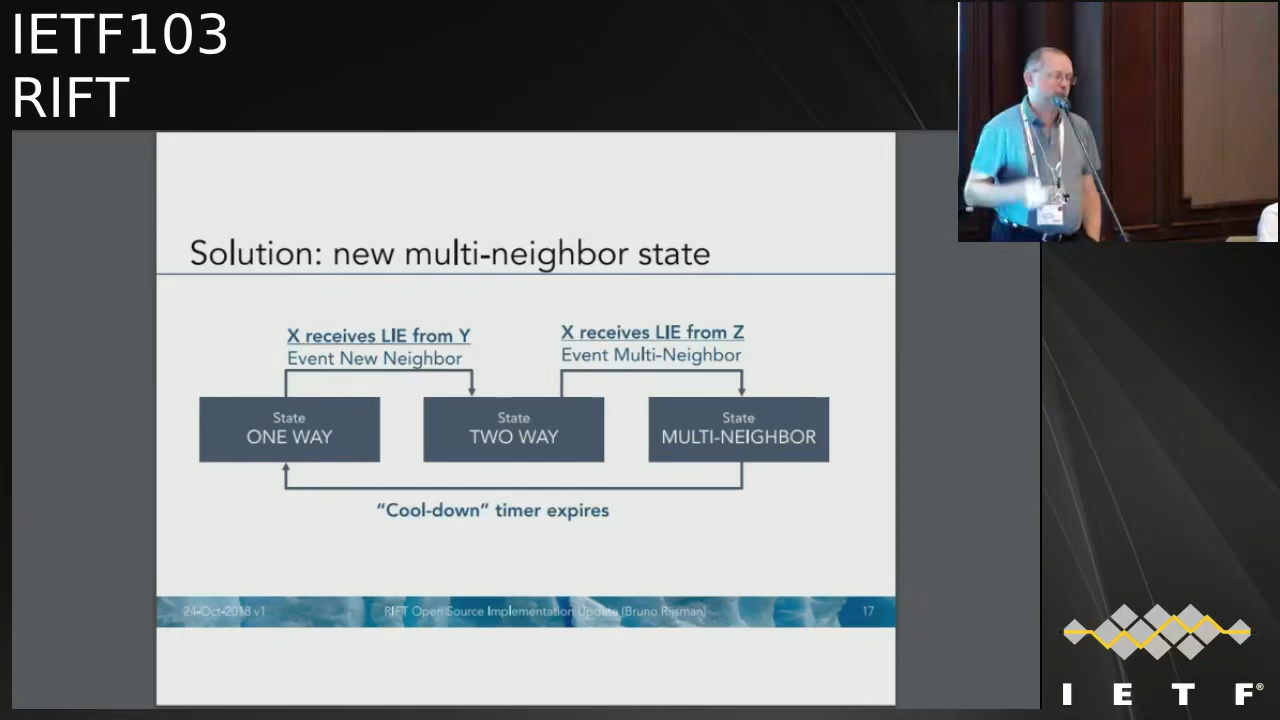 IETF103
RIFT
Solution: new multi-neighbor state
X receives LIE from Y
Event New Neighbor
X receives LIE from Z
Event Multi-Neighbor
State
ONE WAY
State
TWO WAY
State
MULTI-NEIGHBOR
“Cool-down” timer expires
24-Oct-2018 v1
RIFT Open Source Implementation Update (Bruno Rijsman)
17
I E T F®